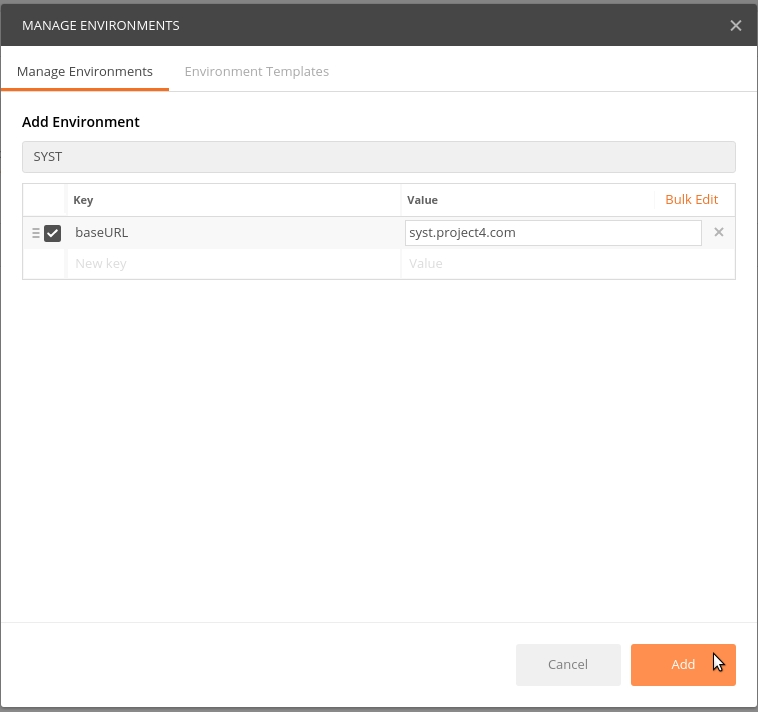 MANAGE ENVIRONMENTS
Manage Environments Environment Templates
Add Environment
SYST
Key Value Bulk Edit
baseURL syst.project4.com
New key Value
Cancel Add